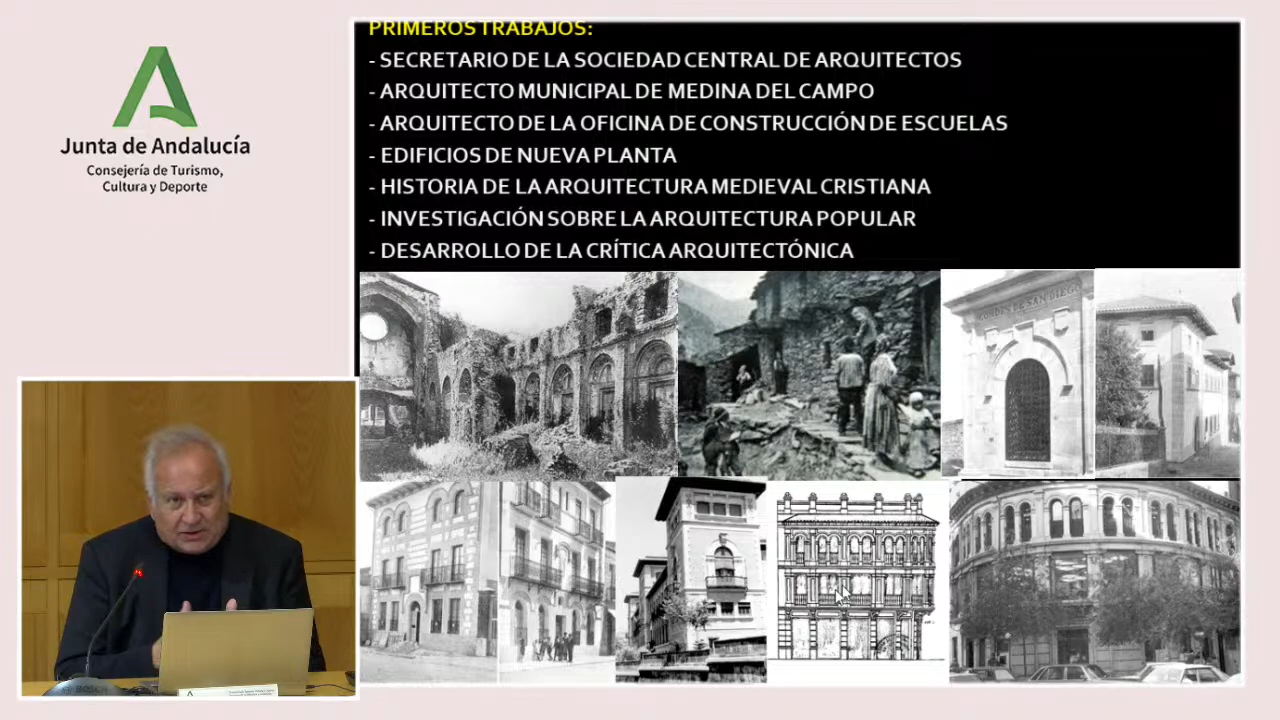 PRIMEROS TRABAJOS:
- SECRETARIO DE LA SOCIEDAD CENTRAL DE ARQUITECTOS
- ARQUITECTO MUNICIPAL DE MEDINA DEL CAMPO
- ARQUITECTO DE LA OFICINA DE CONSTRUCCIÓN DE ESCUELAS
- EDIFICIOS DE NUEVA PLANTA
- HISTORIA DE LA ARQUITECTURA MEDIEVAL CRISTIANA
- INVESTIGACIÓN SOBRE LA ARQUITECTURA POPULAR
- DESARROLLO DE LA CRÍTICA ARQUITECTÓNICA
Junta de Andalucía
Consejería de Turismo,
Cultura y Deporte
BOSCH